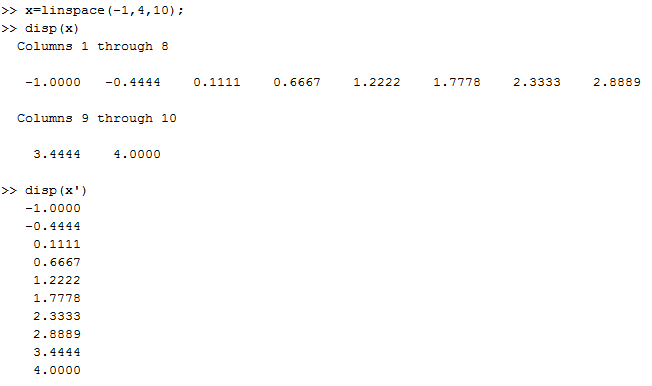 >> x=linspace(-1,4,10);
>> disp(x)
Columns 1 through 8
-1.0000 -0.4444 0.1111 0.6667 1.2222 1.7778 2.3333 2.8889
Columns 9 through 10
3.4444 4.0000
>> disp(x')
-1.0000
-0.4444
0.1111
0.6667
1.2222
1.7778
2.3333
2.8889
3.4444
4.0000